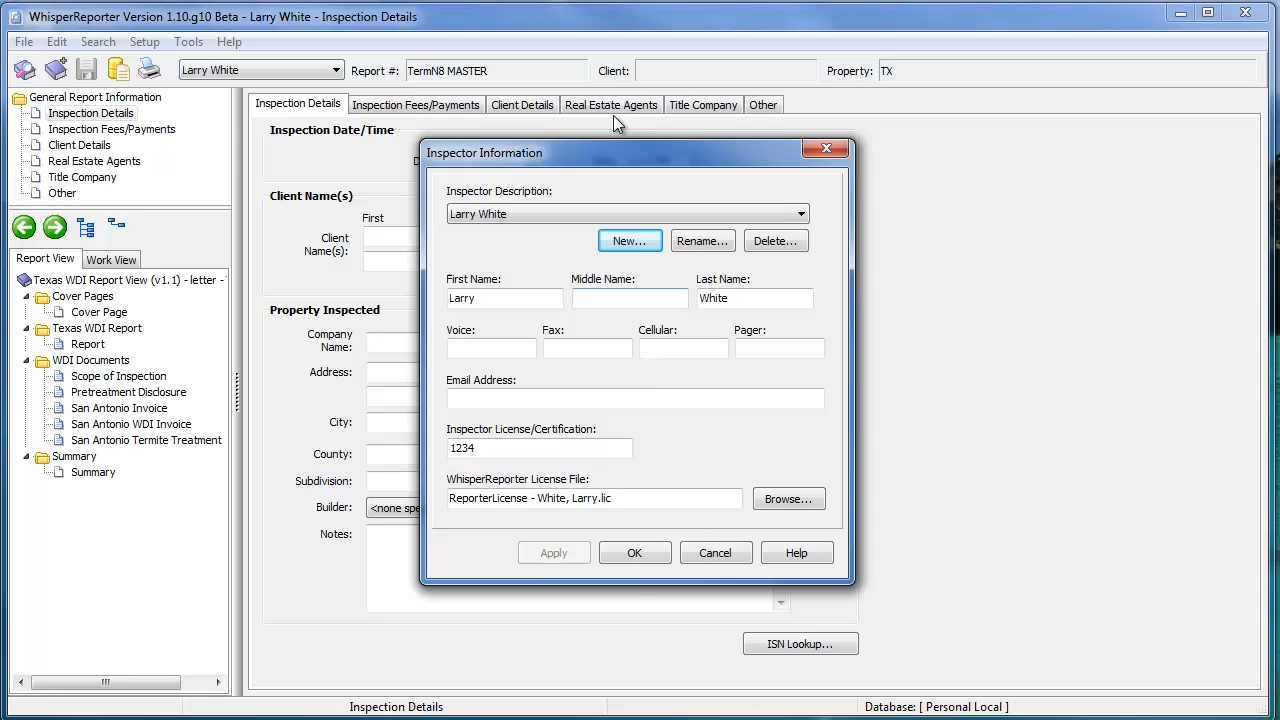 WhisperReporter Version 1.10.g10 Beta - Larry White - Inspection Details
File Edit Search Setup Tools Help
Larry White Report #: TermN8 MASTER Client: Property: TX
General Report Information
Inspection Details
Inspection Fees/Payments
Client Details
Real Estate Agents
Title Company
Other
Report View Work View
Texas WDI Report View (v1.1) - letter -
Cover Pages
Cover Page
Texas WDI Report
Report
WDI Documents
Scope of Inspection
Pretreatment Disclosure
San Antonio Invoice
San Antonio WDI Invoice
San Antonio Termite Treatment
Summary
Summary
Inspection Details Inspection Fees/Payments Client Details Real Estate Agents Title Company Other
Inspection Date/Time
Client Name(s)
First
Client
Name(s):
Property Inspected
Company
Name:
Address:
City:
County:
Subdivision:
Builder: <none spe
Notes:
ISN Lookup...
Inspector Information
Inspector Description:
Larry White
New... Rename... Delete...
First Name: Middle Name: Last Name:
Larry White
Voice: Fax: Cellular: Pager:
Email Address:
Inspector License/Certification:
1234
WhisperReporter License File:
ReporterLicense - White, Larry.lic Browse...
Apply OK Cancel Help
Inspection Details Database: [ Personal Local ]